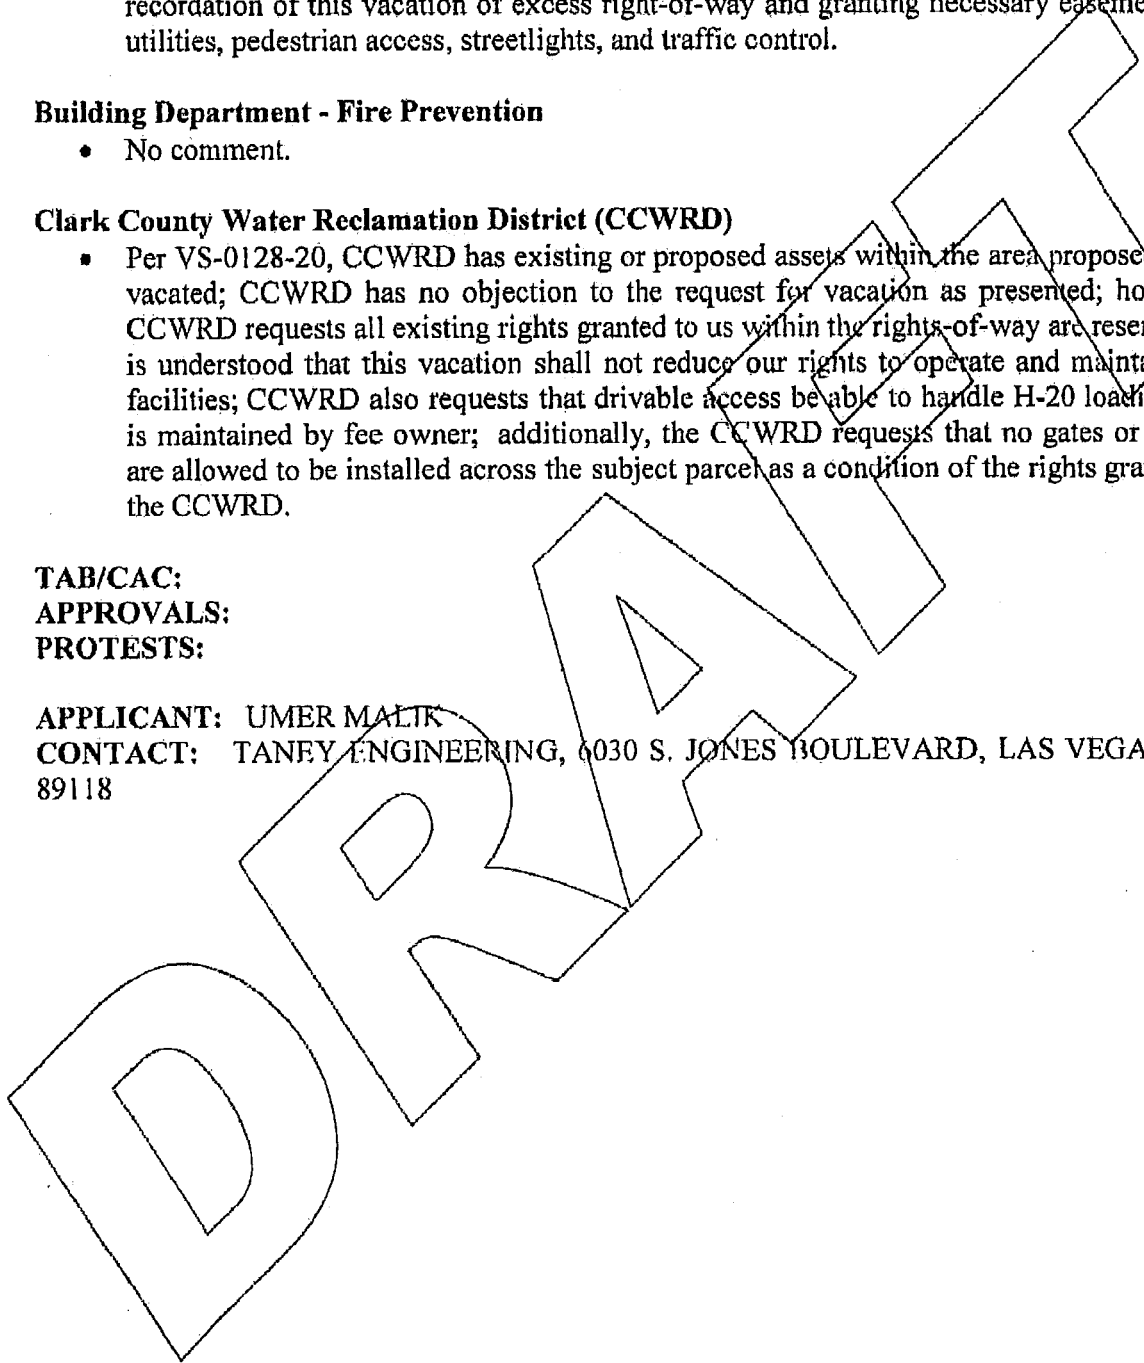 recordation of this vacation of excess right-of-way and granting necessary
utilities, pedestrian access, streetlights, and traffic control.
Building Department - Fire Prevention
• No comment.
Clark County Water Reclamation District (CCWRD)
• Per VS-0128-20, CCWRD has existing or proposed assets within the area propose
vacated; CCWRD has no objection to the request for vacation as presented; ho
CCWRD requests all existing rights granted to us within the rights-of-way are reser
is understood that this vacation shall not reduce our rights to operate and mainta
facilities; CCWRD also requests that drivable access be able to handle H-20 loadi
is maintained by fee owner; additionally, the CCWRD requests that no gates or
are allowed to be installed across the subject parcel as a condition of the rights gra
the CCWRD.
TAB/CAC:
APPROVALS:
PROTESTS:
APPLICANT: UMER MALIK
CONTACT: TANEY ENGINEERING, 6030 S. JONES BOULEVARD, LAS VEGA
89118
DRAFT